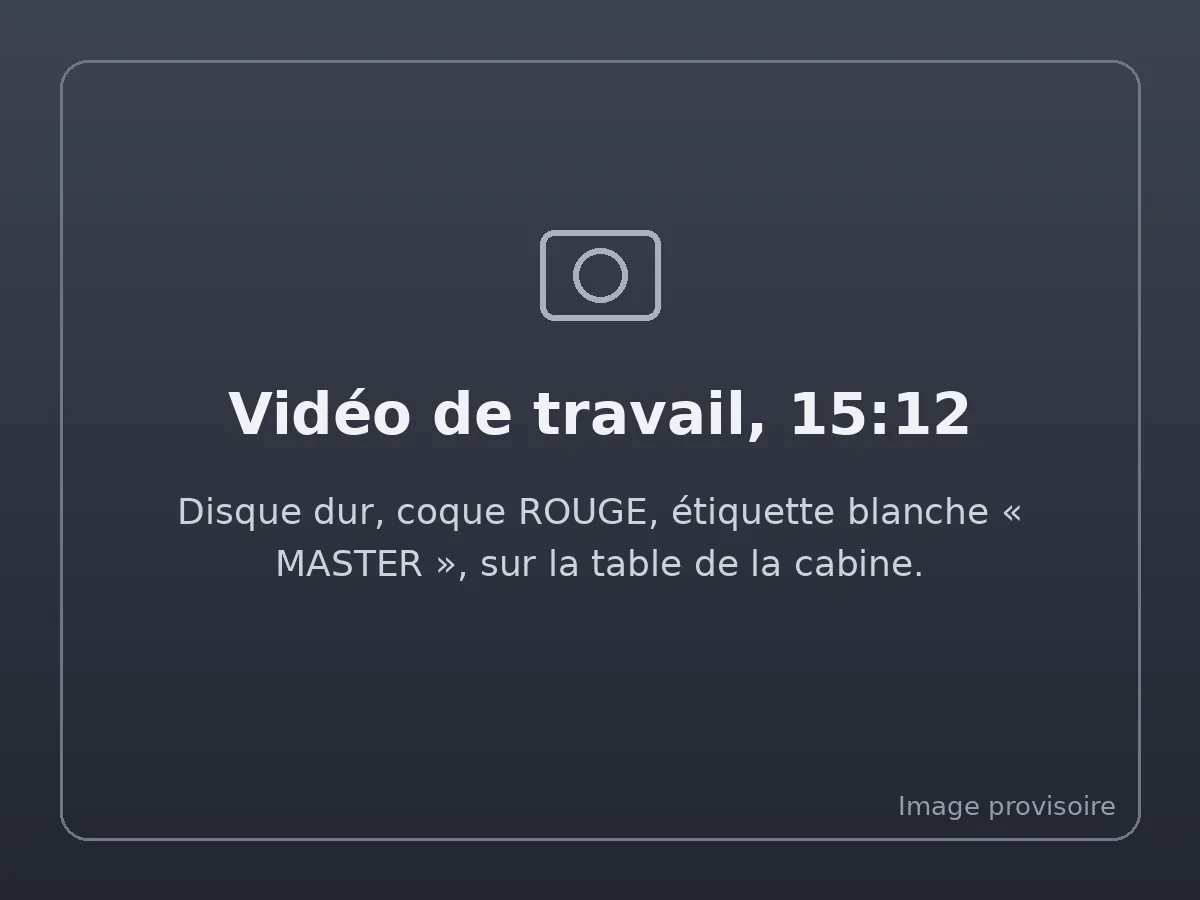 Vidéo de travail, 15:12
Disque dur, coque ROUGE, étiquette blanche «
MASTER », sur la table de la cabine.
Image provisoire